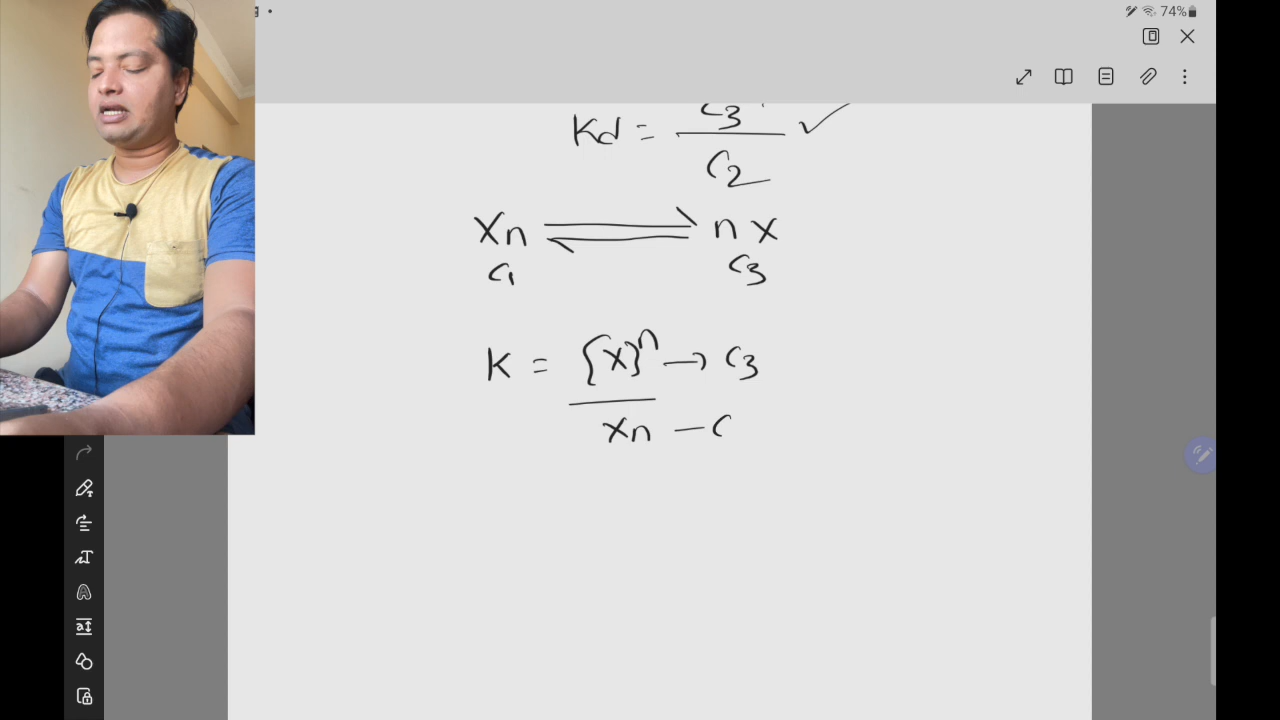 74%
C3
Kd =
C2
Xn ⇌ n X
C1 C3
K = [X]^n → C3
Xn - C